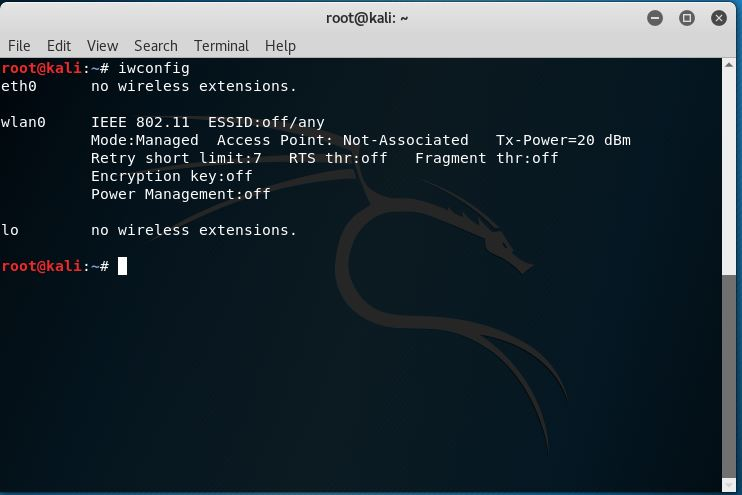 root@kali: ~
File Edit View Search Terminal Help
root@kali:~# iwconfig
eth0      no wireless extensions.
wlan0     IEEE 802.11  ESSID:off/any
          Mode:Managed  Access Point: Not-Associated   Tx-Power=20 dBm
          Retry short limit:7   RTS thr:off   Fragment thr:off
          Encryption key:off
          Power Management:off
lo        no wireless extensions.
root@kali:~#